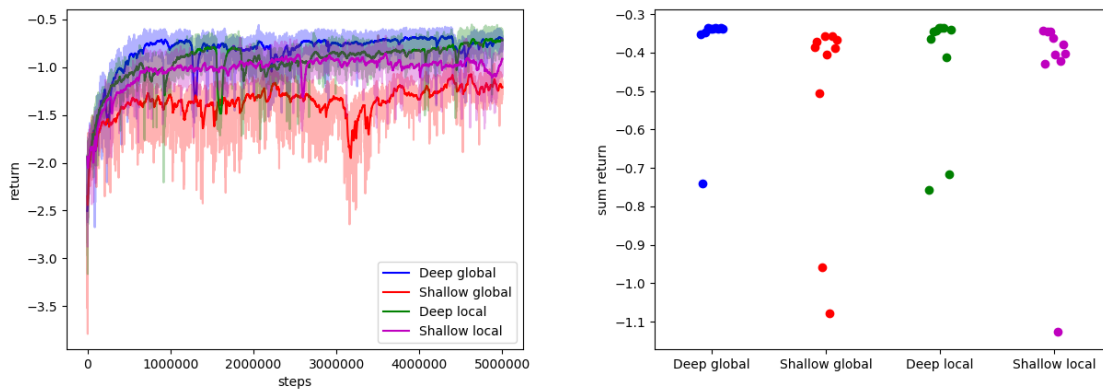 −0.5
−1.0
−1.5
−2.0
−2.5
−3.0
−3.5
return
0
1000000
2000000
3000000
4000000
5000000
steps
Deep global
Shallow global
Deep local
Shallow local
−0.3
−0.4
−0.5
−0.6
−0.7
−0.8
−0.9
−1.0
−1.1
sum return
Deep global
Shallow global
Deep local
Shallow local